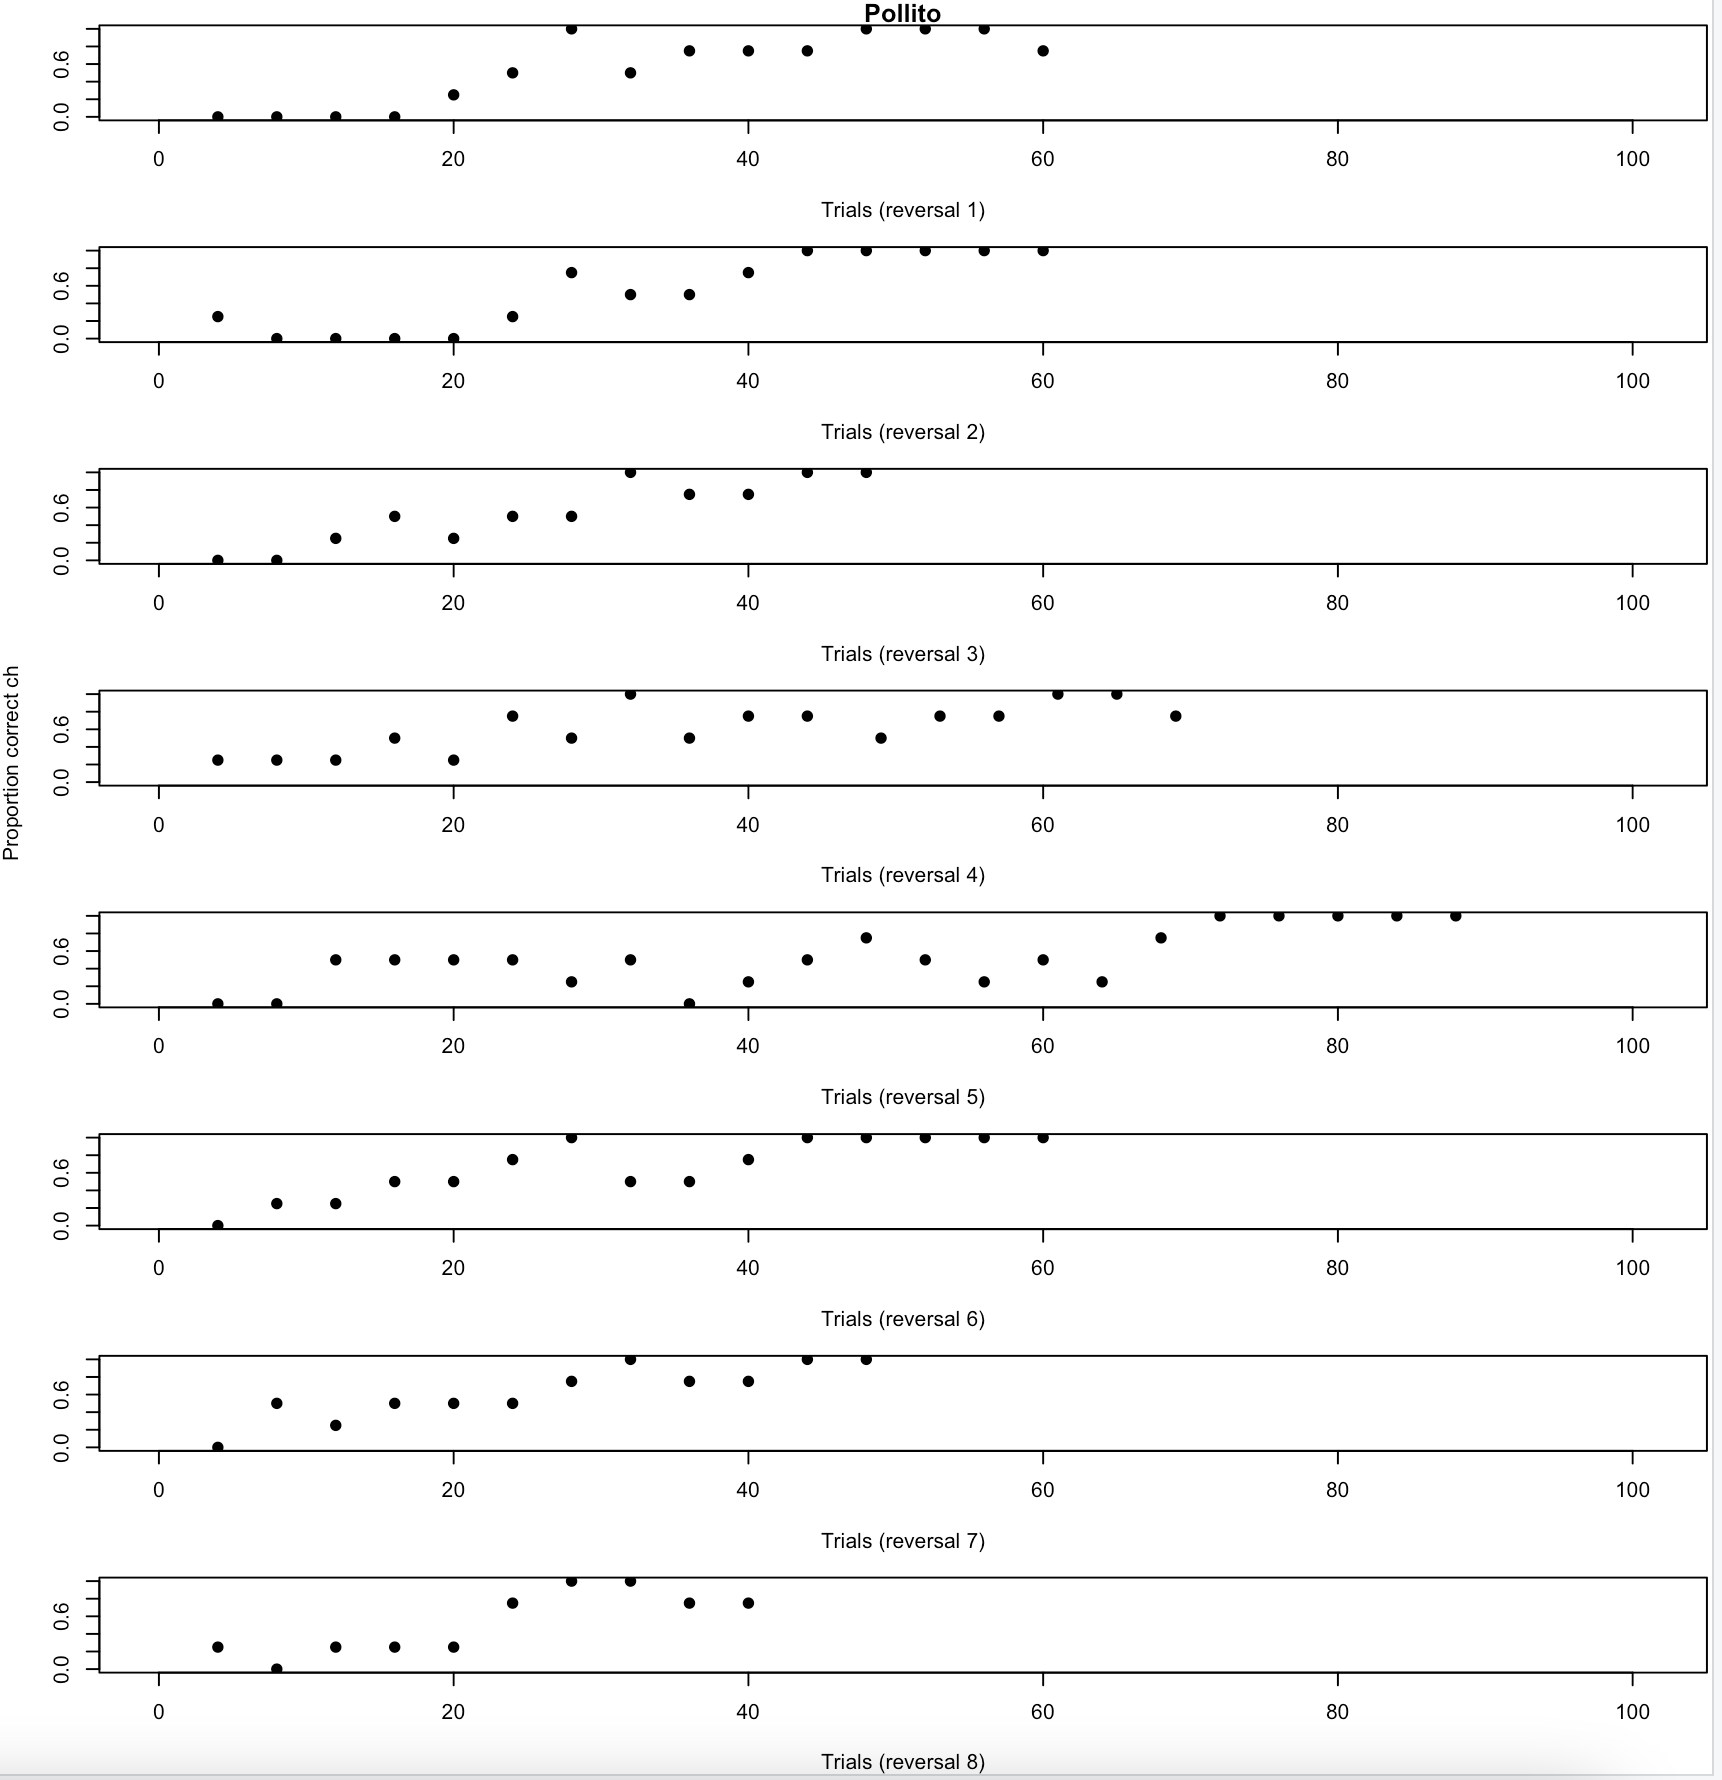 Pollito
0.0 0.6
0 20 40 60 80 100
Trials (reversal 1)
0.0 0.6
0 20 40 60 80 100
Trials (reversal 2)
0.0 0.6
0 20 40 60 80 100
Trials (reversal 3)
Proportion correct ch
0.0 0.6
0 20 40 60 80 100
Trials (reversal 4)
0.0 0.6
0 20 40 60 80 100
Trials (reversal 5)
0.0 0.6
0 20 40 60 80 100
Trials (reversal 6)
0.0 0.6
0 20 40 60 80 100
Trials (reversal 7)
0.0 0.6
0 20 40 60 80 100
Trials (reversal 8)